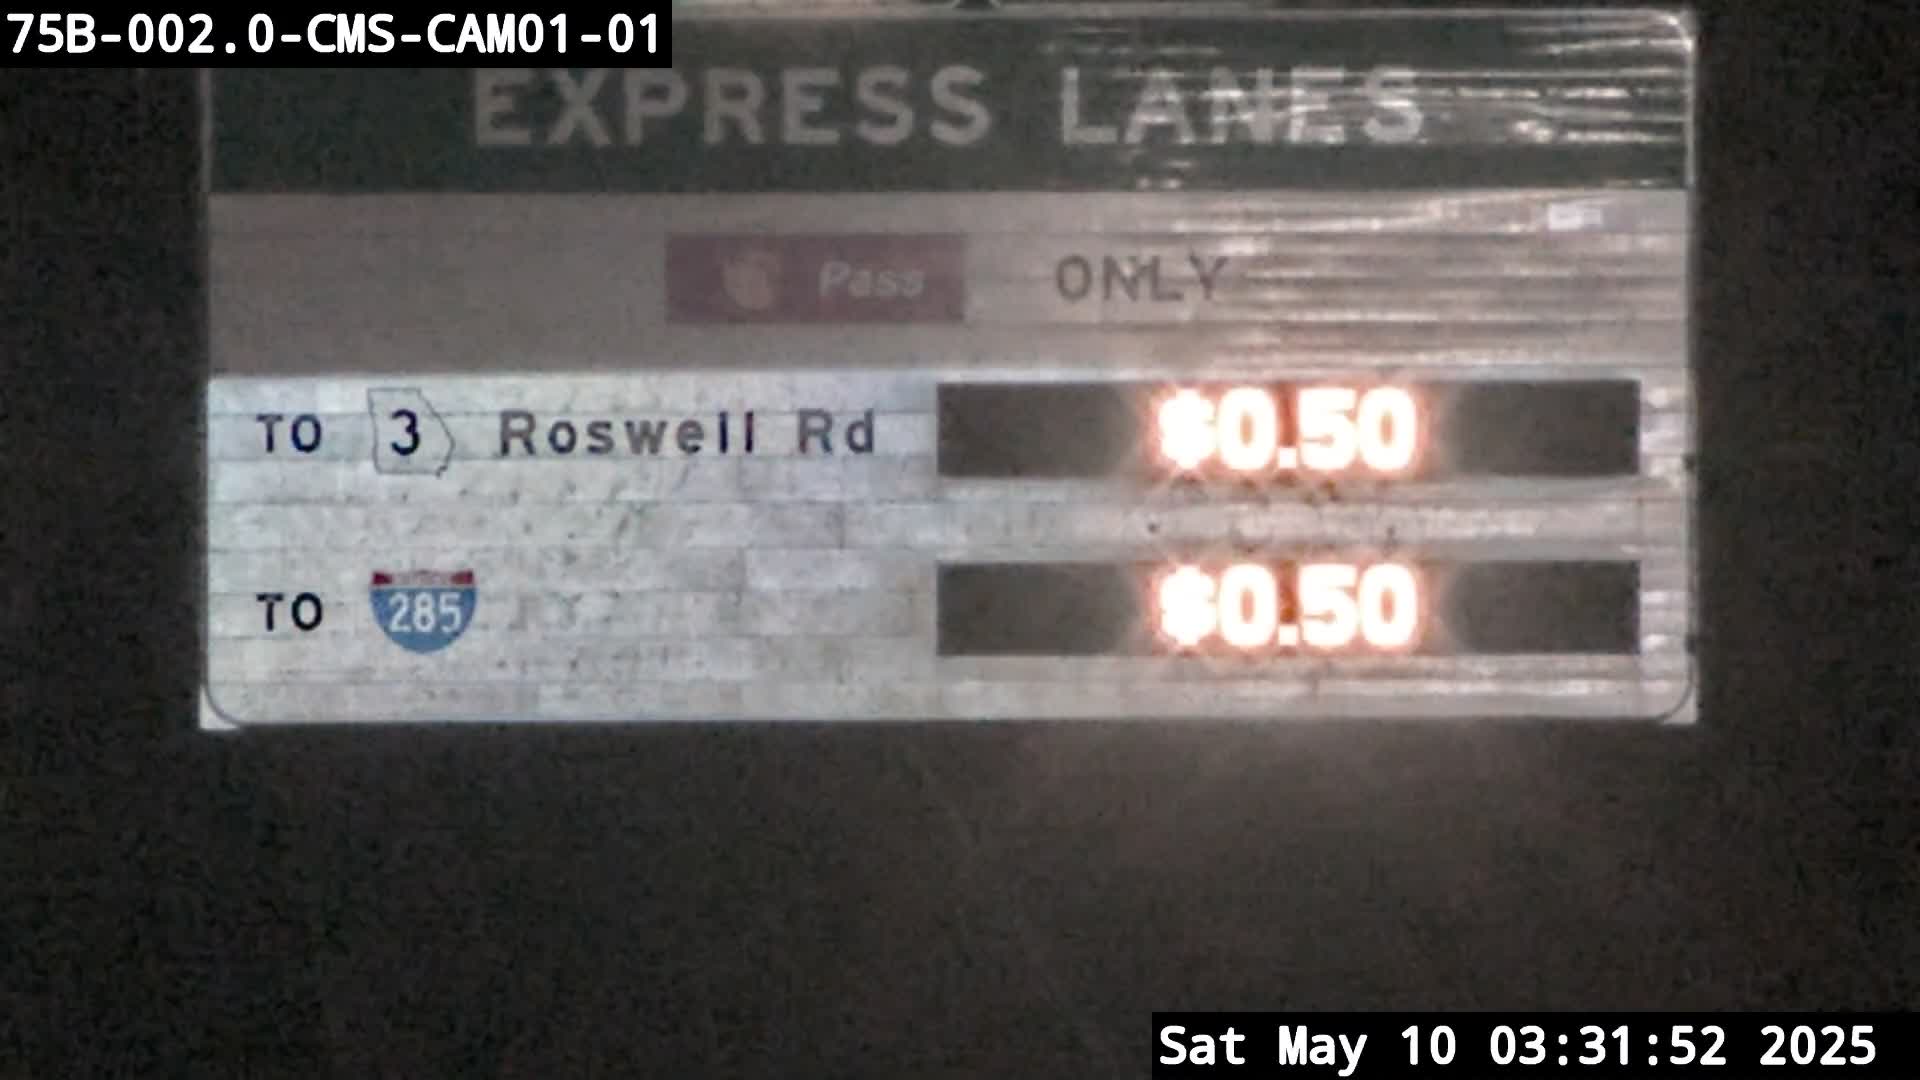 75B-002.0-CMS-CAM01-01
EXPRESS LANES
Pass ONLY
TO 3 Roswell Rd $0.50
TO 285 $0.50
Sat May 10 03:31:52 2025